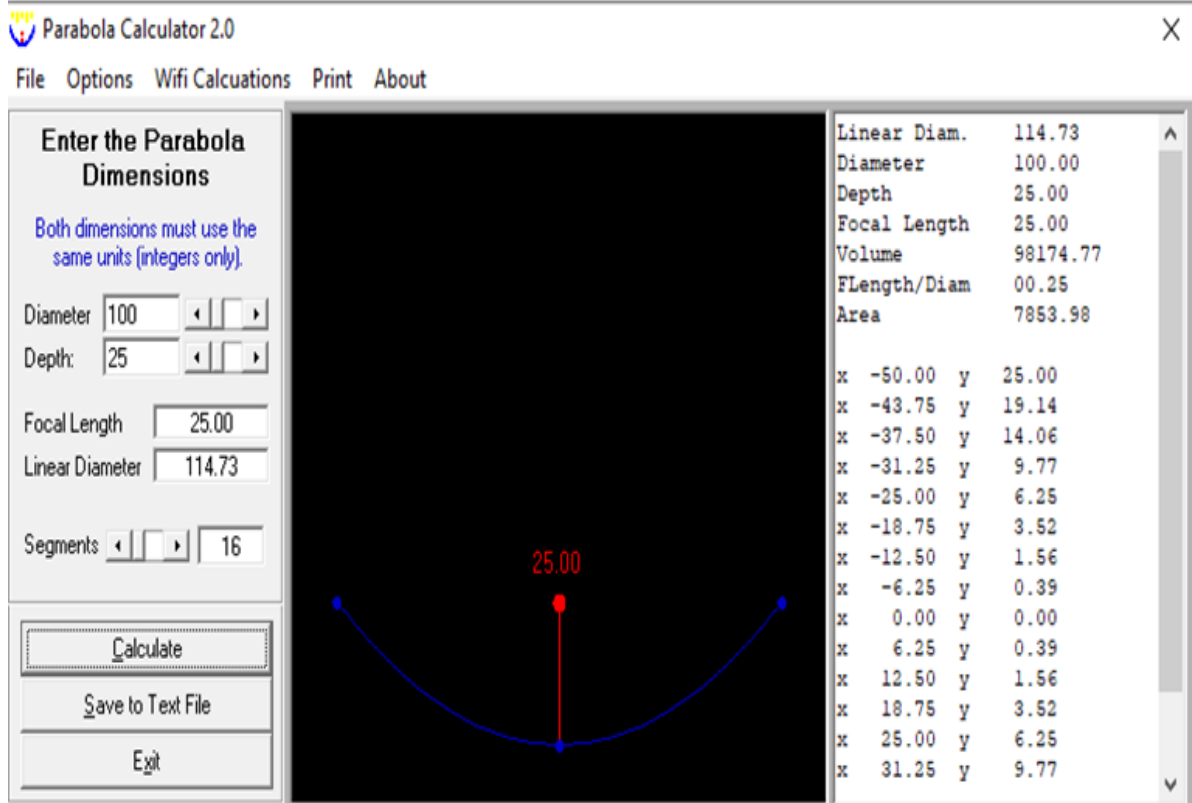 Parabola Calculator 2.0
File Options Wifi Calcuations Print About
Enter the Parabola
Dimensions
Both dimensions must use the
same units (integers only).
Diameter 100
Depth: 25
Focal Length 25.00
Linear Diameter 114.73
Segments 16
Calculate
Save to Text File
Exit
25.00
Linear Diam. 114.73
Diameter 100.00
Depth 25.00
Focal Length 25.00
Volume 98174.77
FLength/Diam 00.25
Area 7853.98
x -50.00 y 25.00
x -43.75 y 19.14
x -37.50 y 14.06
x -31.25 y 9.77
x -25.00 y 6.25
x -18.75 y 3.52
x -12.50 y 1.56
x -6.25 y 0.39
x 0.00 y 0.00
x 6.25 y 0.39
x 12.50 y 1.56
x 18.75 y 3.52
x 25.00 y 6.25
x 31.25 y 9.77